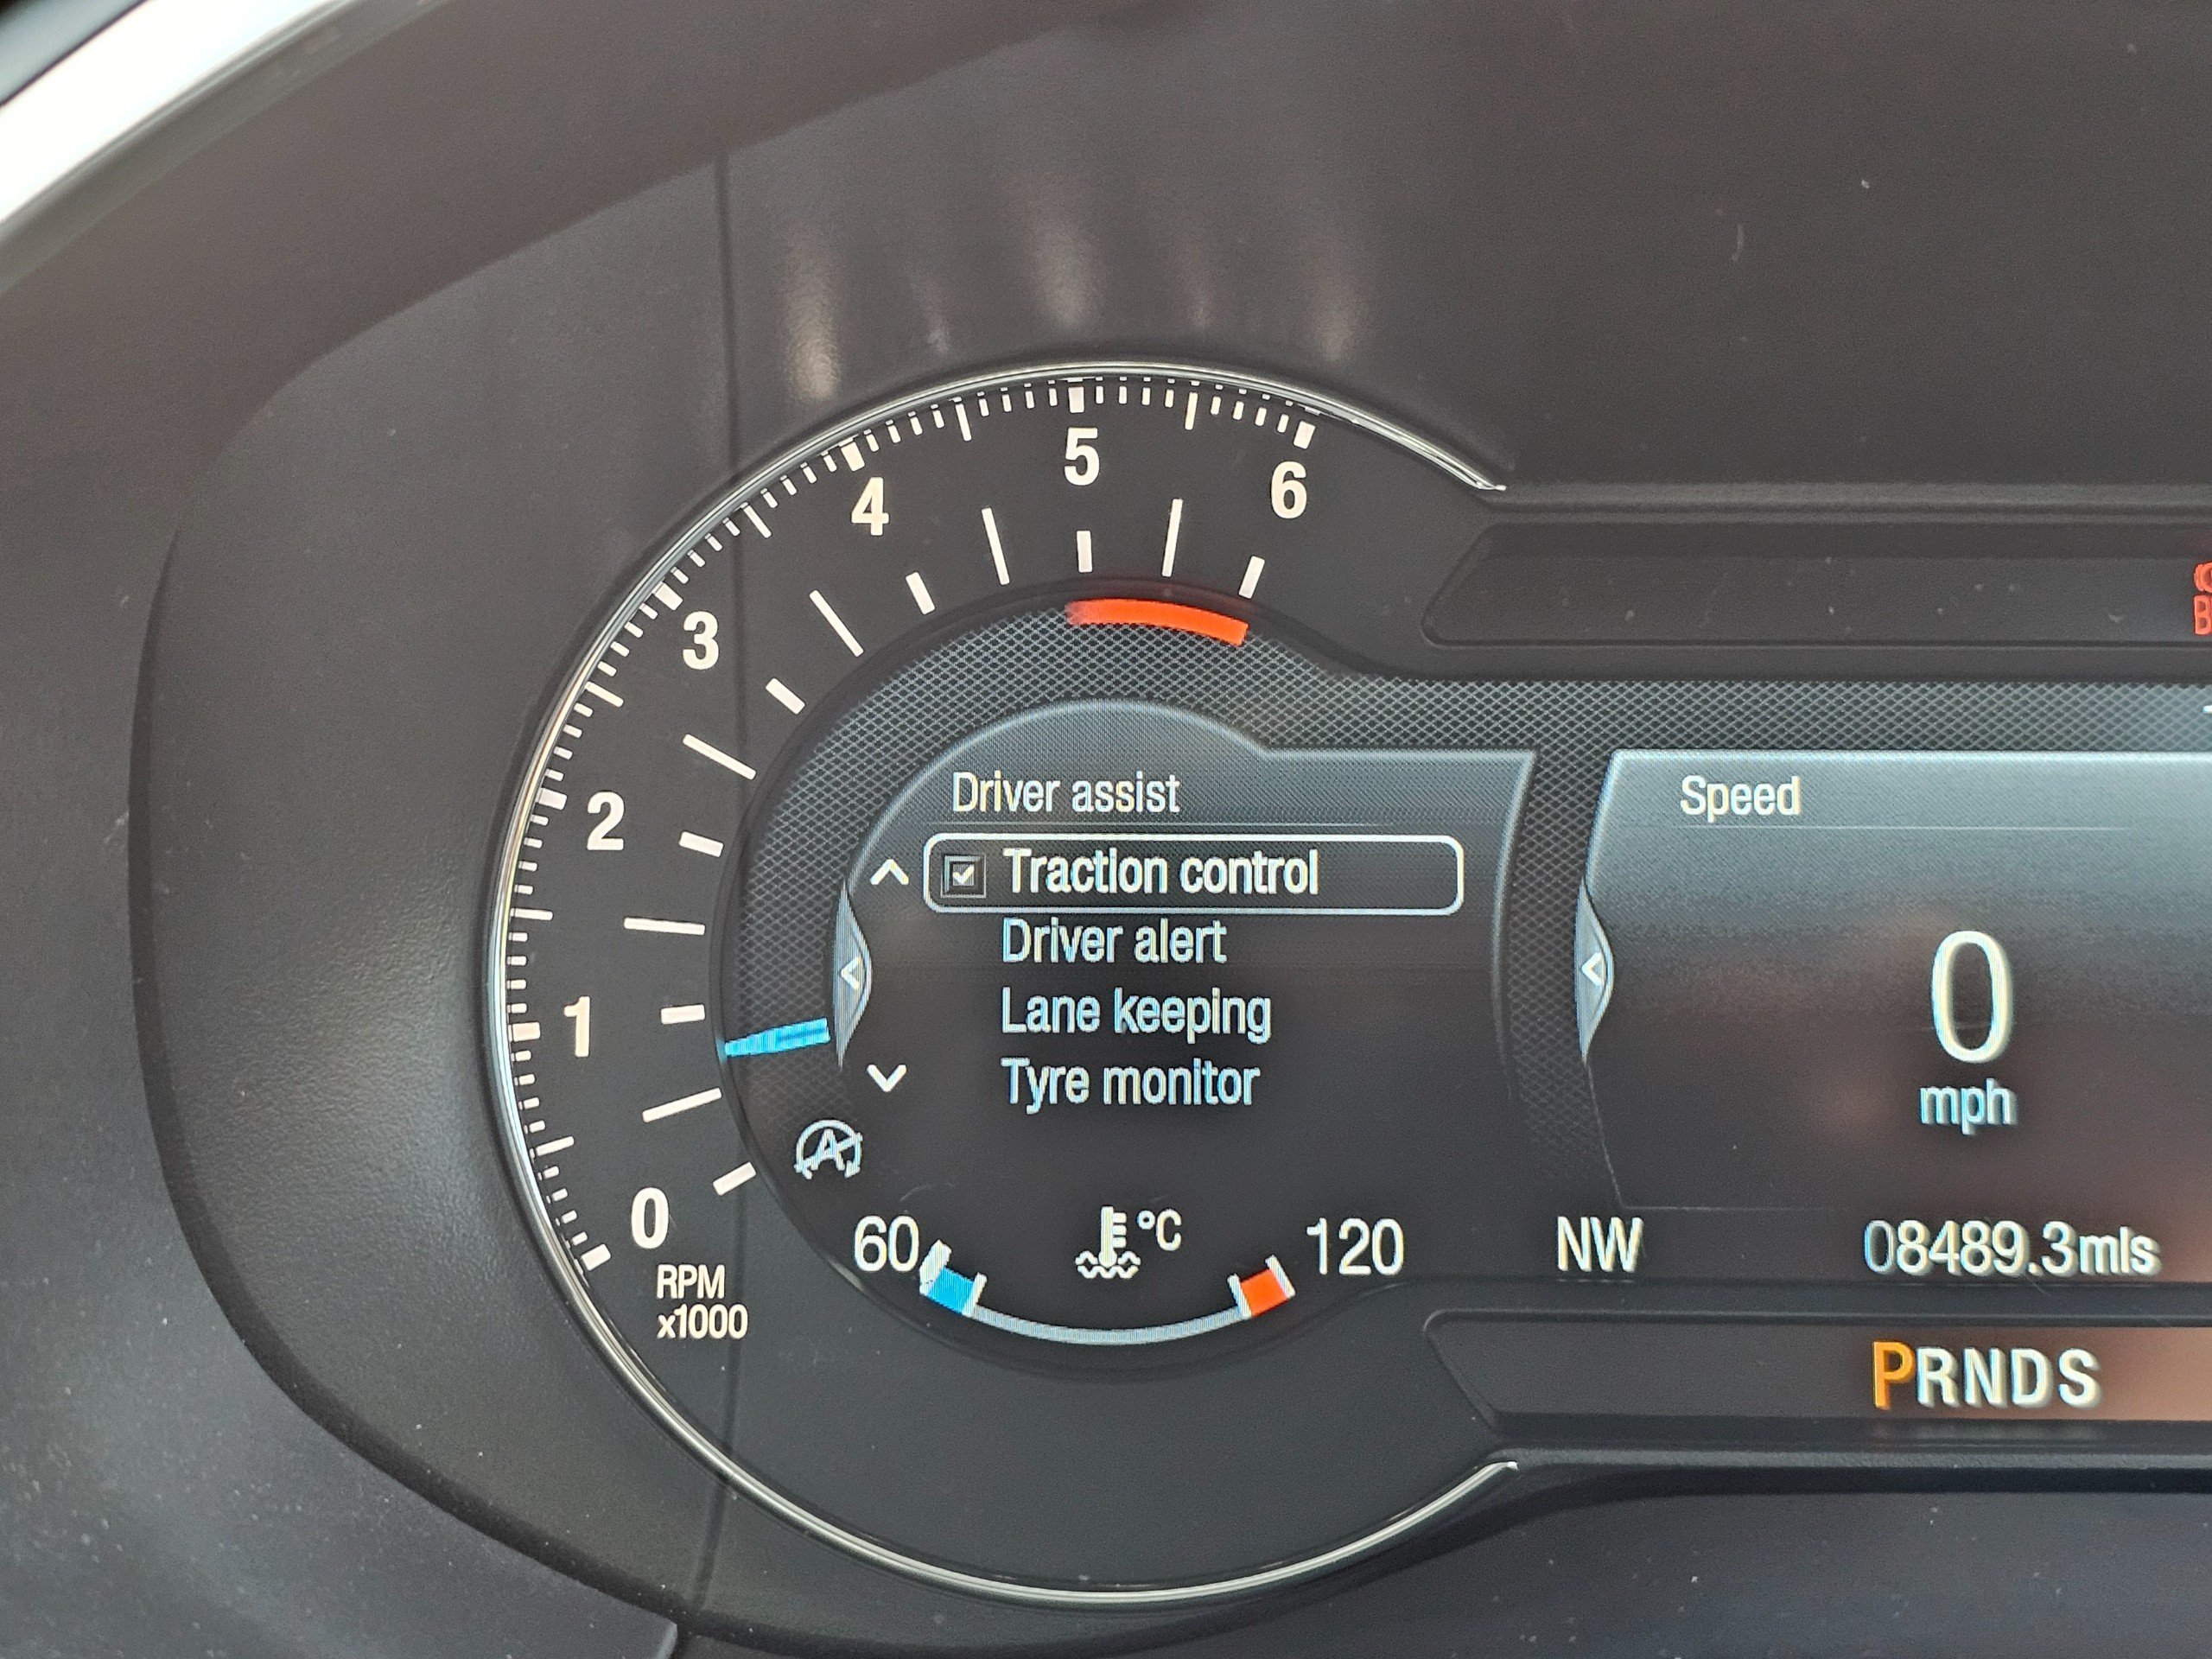 5
4
6
3
2
1
0
RPM
x1000
Driver assist
Traction control
Driver alert
Lane keeping
Tyre monitor
A
60
°C
120
Speed
0
mph
NW
08489.3mls
PRNDS